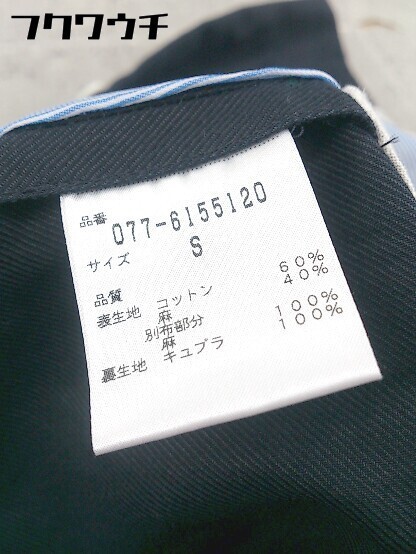 フクワウチ
品番 077-6155120
サイズ S
品質
表生地 コットン 60%
麻 40%
別布部分
麻 100%
裏生地 キュプラ 100%